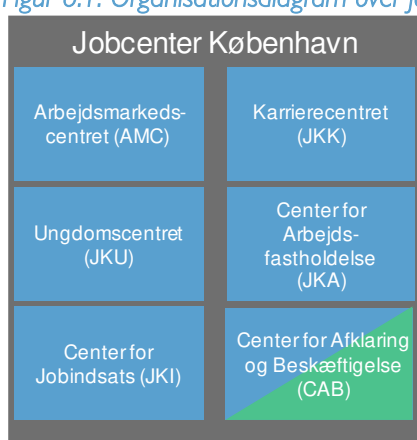 Jobcenter København
Arbejdsmarkeds-
centret (AMC)
Karrierecentret
(JKK)
Ungdomscentret
(JKU)
Center for
Arbejds-
fastholdelse
(JKA)
Center for
Jobindsats (JKI)
Center for Afklaring
og Beskæftigelse
(CAB)